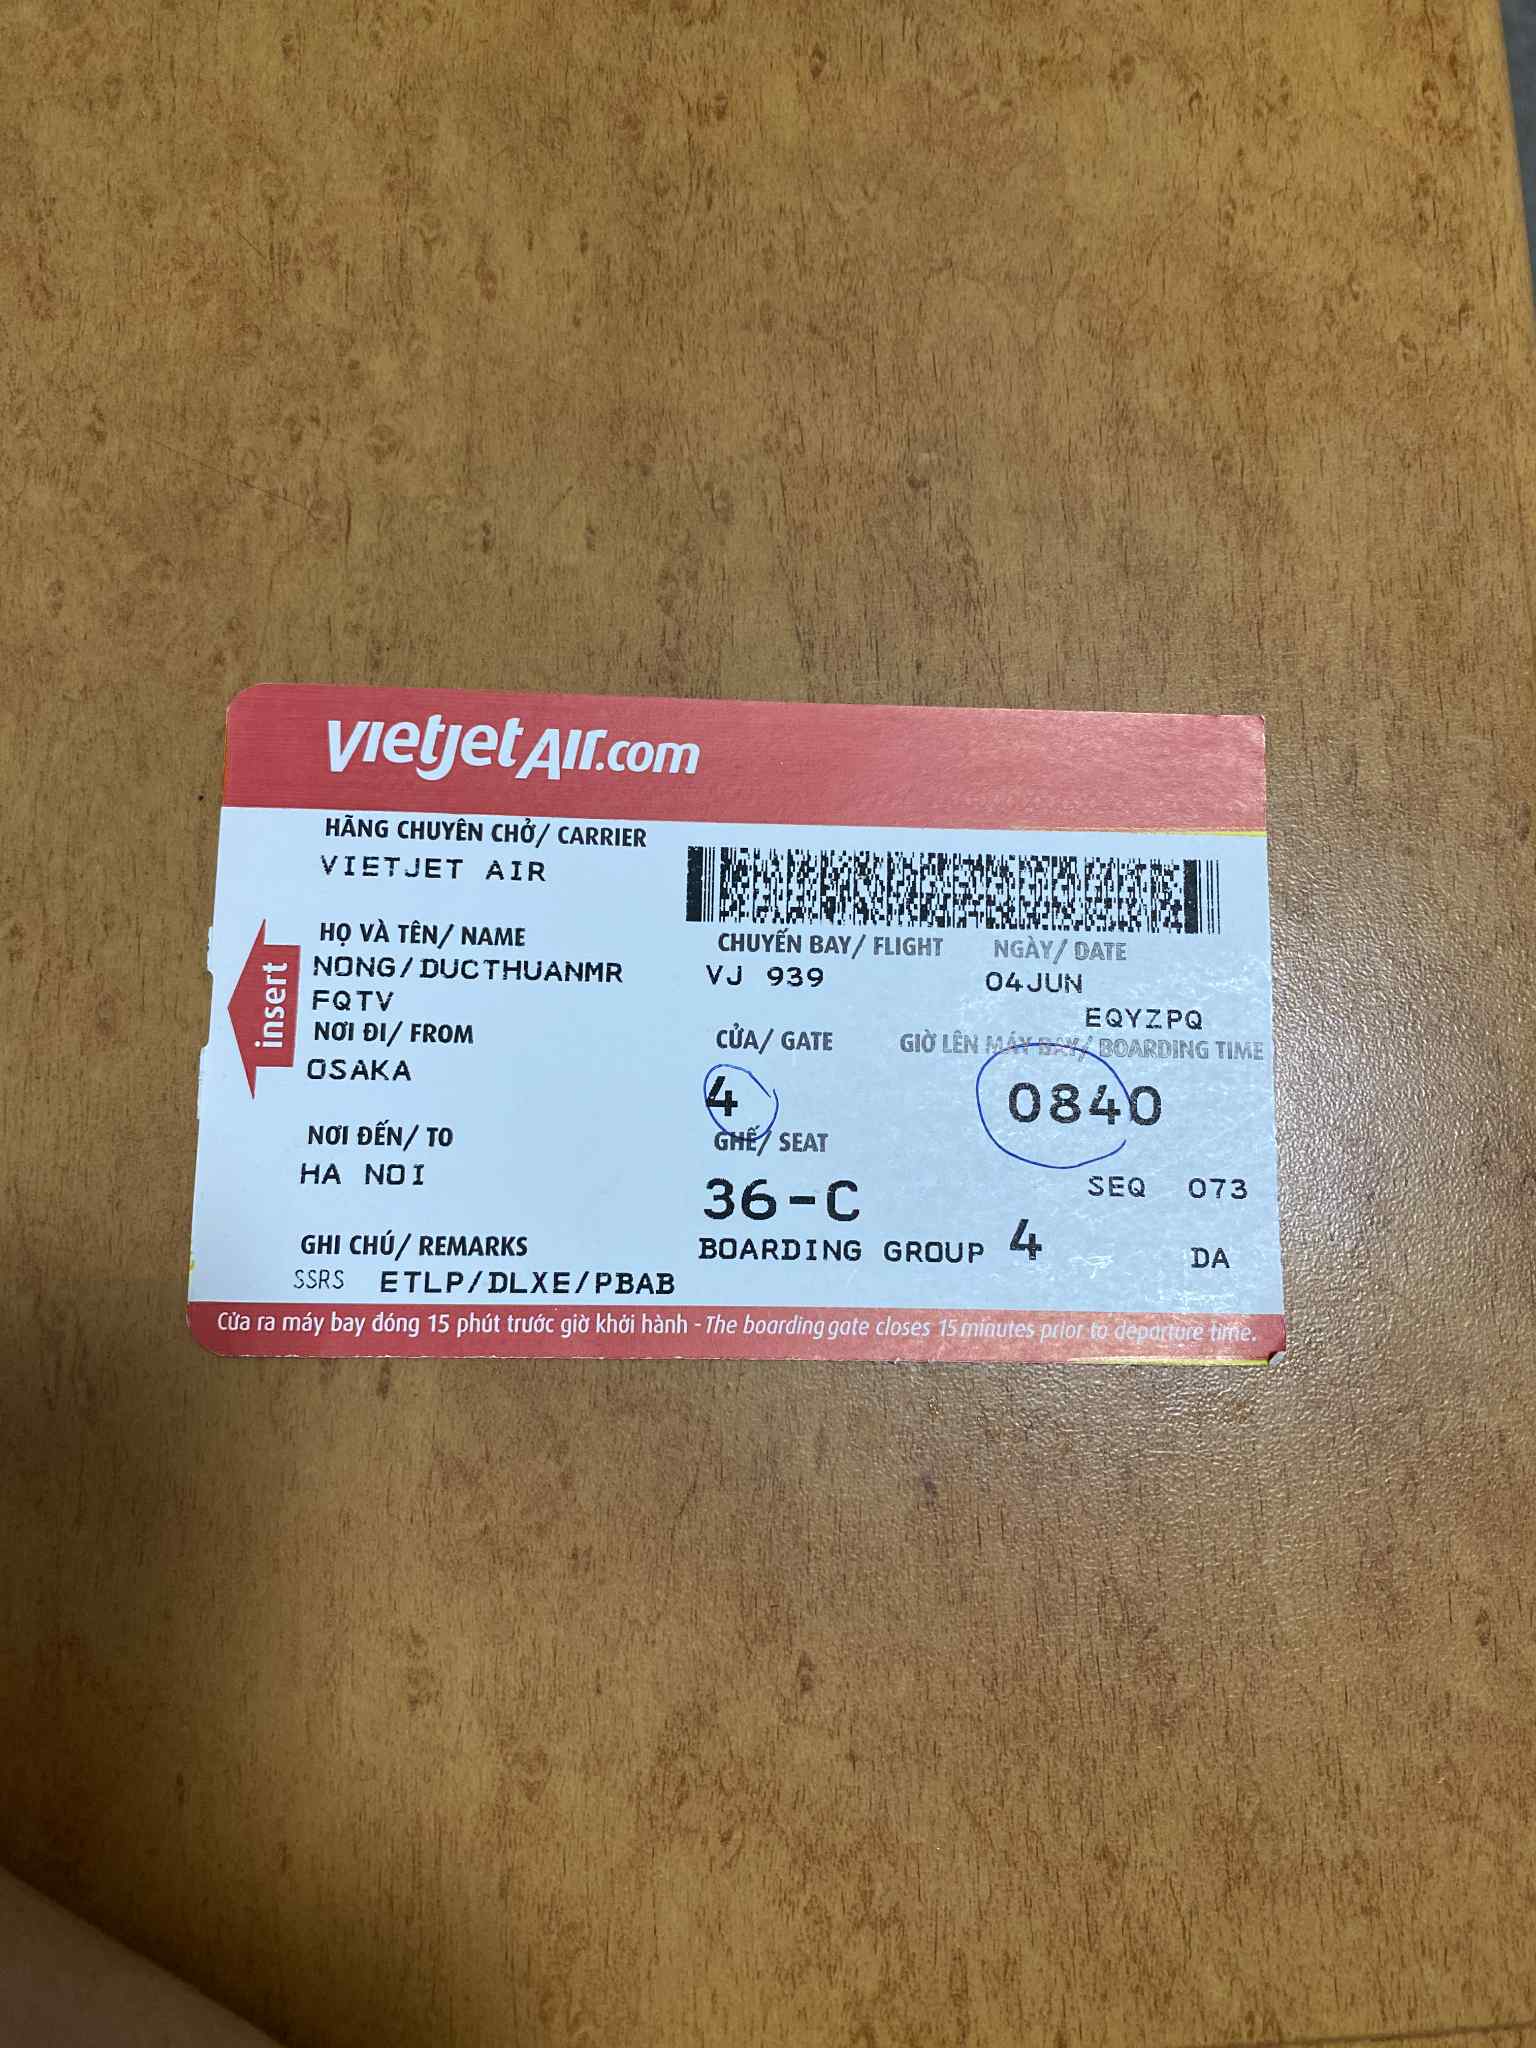 vietjetAir.com
HÃNG CHUYÊN CHỞ/ CARRIER
VIETJET AIR
HỌ VÀ TÊN/ NAME
NONG/DUCTHUANMR
FQTV
NƠI ĐI/ FROM
OSAKA
NƠI ĐẾN/ TO
HA NOI
GHI CHÚ/ REMARKS
SSRS ETLP/DLXE/PBAB
insert
CHUYẾN BAY/ FLIGHT NGÀY/ DATE
VJ 939 04JUN
EQYZPQ
CỬA/ GATE GIỜ LÊN MÁY BAY/ BOARDING TIME
4 0840
GHẾ/ SEAT
36-C SEQ 073
BOARDING GROUP 4 DA
Cửa ra máy bay đóng 15 phút trước giờ khởi hành - The boarding gate closes 15 minutes prior to departure time.